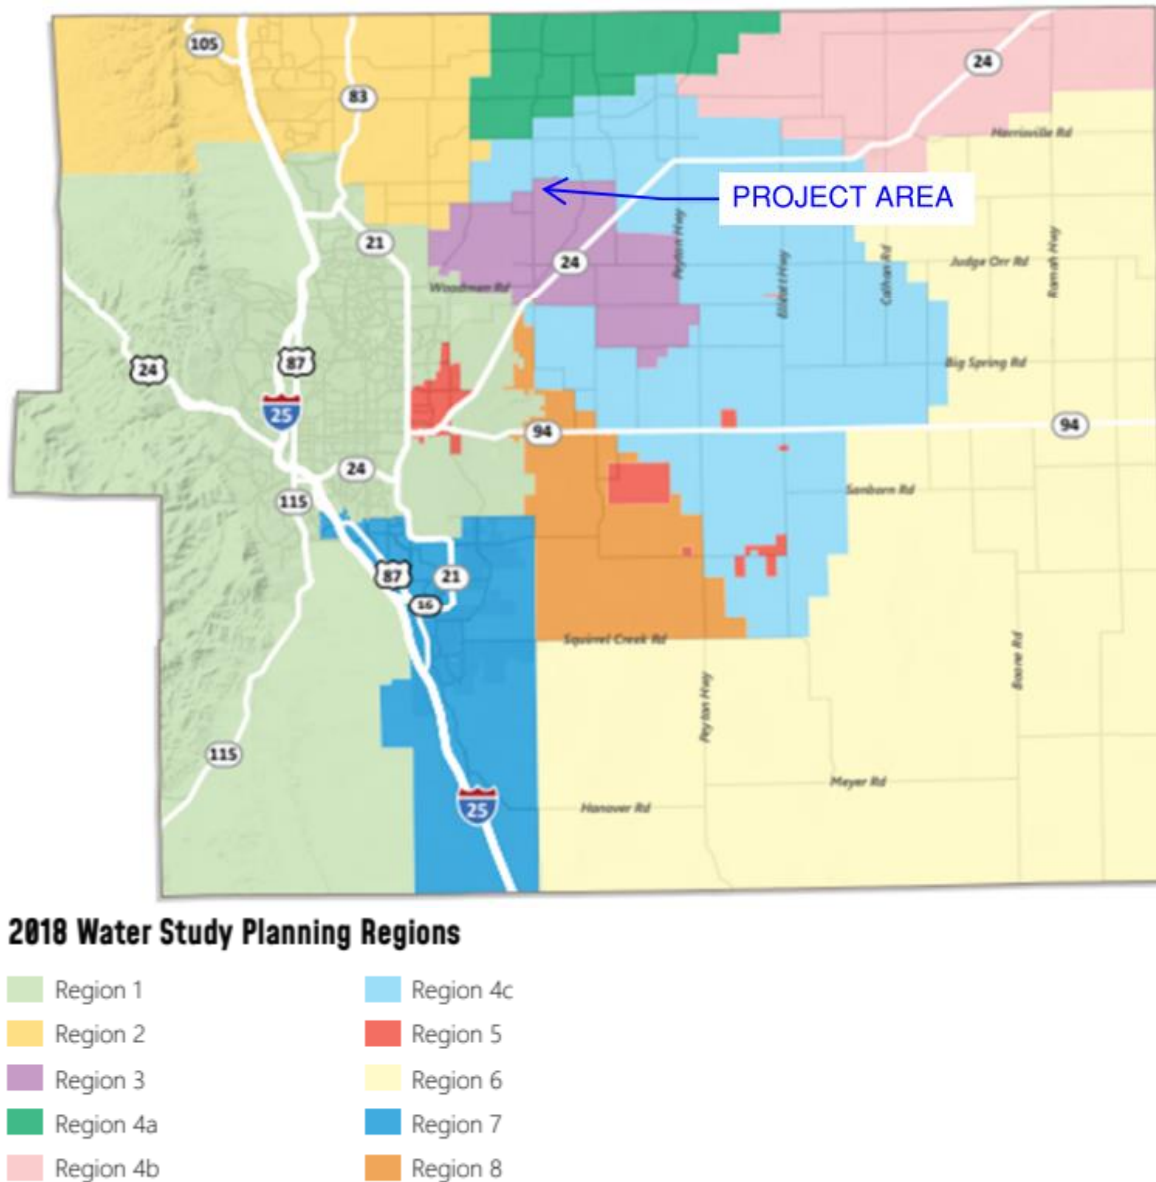 105
24
83
Harrisville Rd
PROJECT AREA
21
24
Peyton Hwy
Elliott Hwy
Calhan Rd
Judge Orr Rd
Ramah Hwy
Woodmen Rd
24
87
25
Big Spring Rd
94
94
24
115
Sanborn Rd
87
21
16
Squirrel Creek Rd
Peyton Hwy
Boone Rd
115
25
Hanover Rd
Meyer Rd
2018 Water Study Planning Regions
Region 1
Region 2
Region 3
Region 4a
Region 4b
Region 4c
Region 5
Region 6
Region 7
Region 8